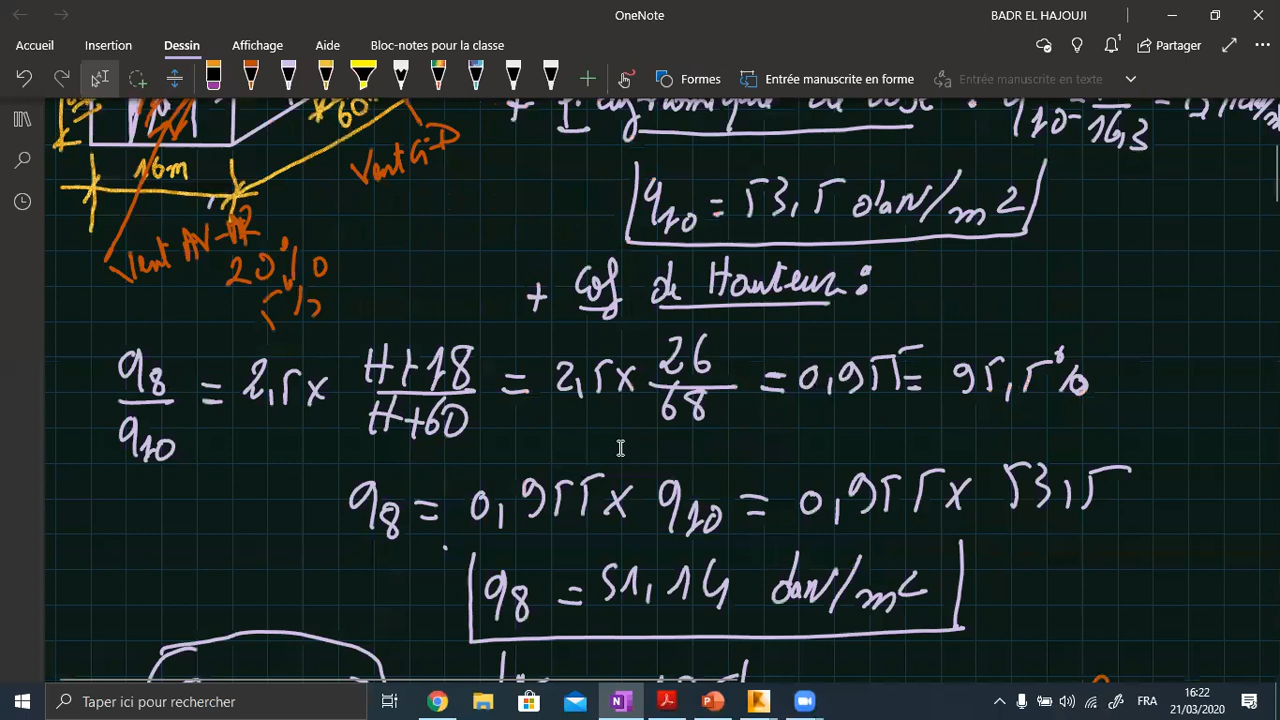 OneNote
BADR EL HAJOUJI
Accueil Insertion Dessin Affichage Aide Bloc-notes pour la classe
Partager
Formes Entrée manuscrite en forme Entrée manuscrite en texte
60
16m
Vent G-D
16,3
q10 = 53,5 daN/m2
Vent AV-AR
20%
+ Cof de Hauteur :
q8/q10 = 2,5 x H+18/H+60 = 2,5 x 26/68 = 0,955 = 95,5%
q8 = 0,955 x q10 = 0,955 x 53,5
q8 = 51,14 daN/m2
Taper ici pour rechercher
FRA
16:22
21/03/2020